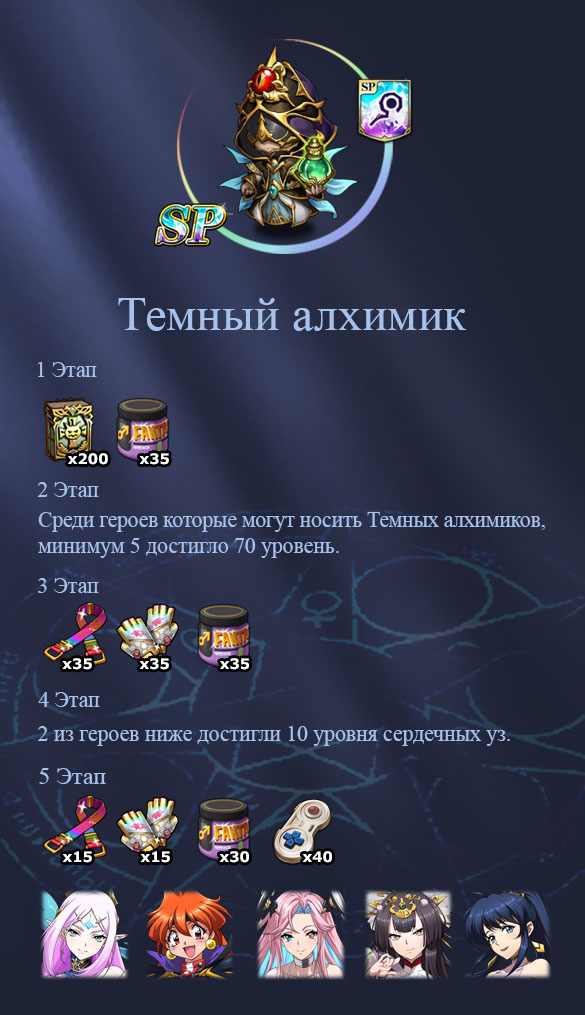 SP
SP
Темный алхимик
1 Этап
x200
x35
2 Этап
Среди героев которые могут носить Темных алхимиков,
минимум 5 достигло 70 уровень.
3 Этап
x35
x35
x35
4 Этап
2 из героев ниже достигли 10 уровня сердечных уз.
5 Этап
x15
x15
x30
x40